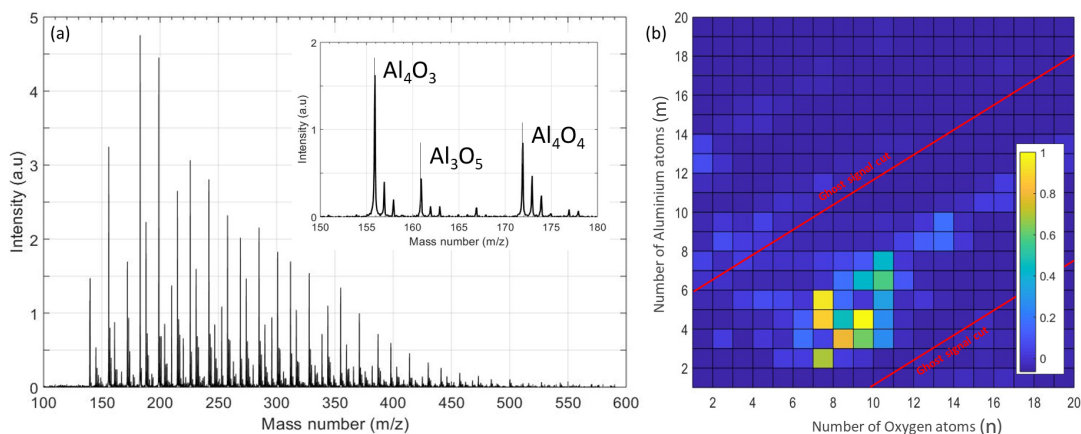 (a)
Intensity (a.u)
5
4
3
2
1
0
100 150 200 250 300 350 400 450 500 550 600
Mass number (m/z)
Intensity (a.u)
2
1
0
Al₄O₃
Al₃O₅
Al₄O₄
150 155 160 165 170 175 180
Mass number (m/z)
(b)
Number of Aluminium atoms (m)
20
18
16
14
12
10
8
6
4
2
Ghost signal cut
Ghost signal cut
1
0.8
0.6
0.4
0.2
0
2 4 6 8 10 12 14 16 18 20
Number of Oxygen atoms (n)